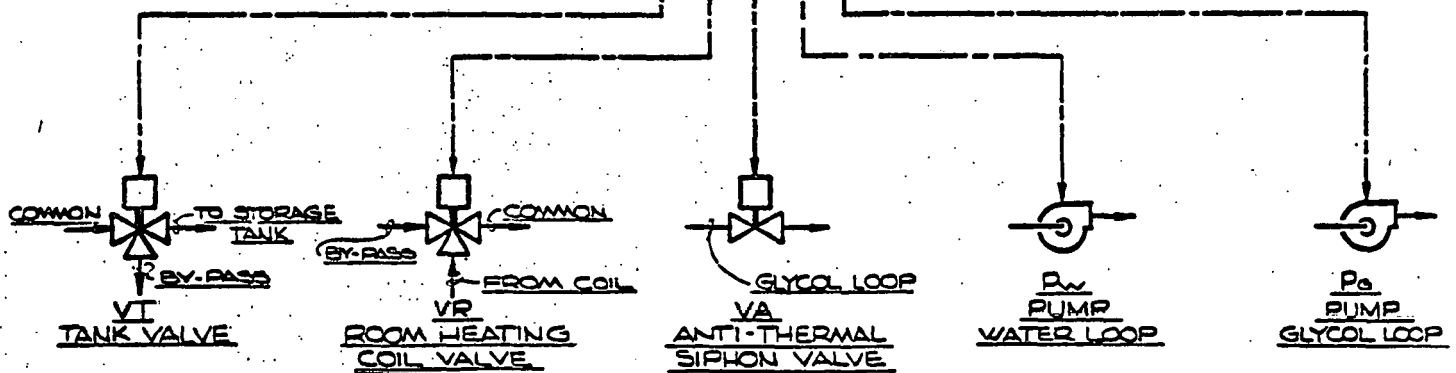 COMMON
TO STORAGE
TANK
BY-PASS
VT
TANK VALVE
BY-PASS
COMMON
FROM COIL
VR
ROOM HEATING
COIL VALVE
GLYCOL LOOP
VA
ANTI-THERMAL
SIPHON VALVE
PW
PUMP
WATER LOOP
PG
PUMP
GLYCOL LOOP